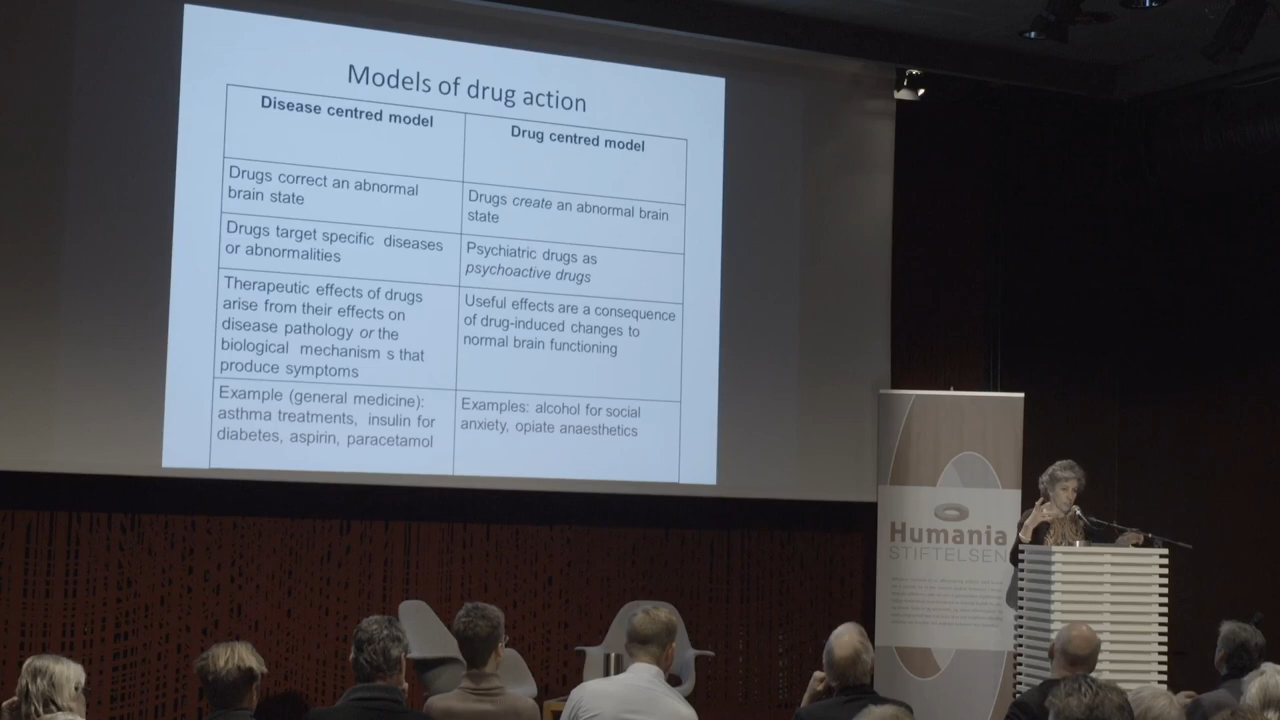 Models of drug action
Disease centred model
Drug centred model
Drugs correct an abnormal
brain state
Drugs create an abnormal brain
state
Drugs target specific diseases
or abnormalities
Psychiatric drugs as
psychoactive drugs
Therapeutic effects of drugs
arise from their effects on
disease pathology or the
biological mechanism s that
produce symptoms
Useful effects are a consequence
of drug-induced changes to
normal brain functioning
Example (general medicine):
asthma treatments, insulin for
diabetes, aspirin, paracetamol
Examples: alcohol for social
anxiety, opiate anaesthetics
Humania
STIFTELSEN